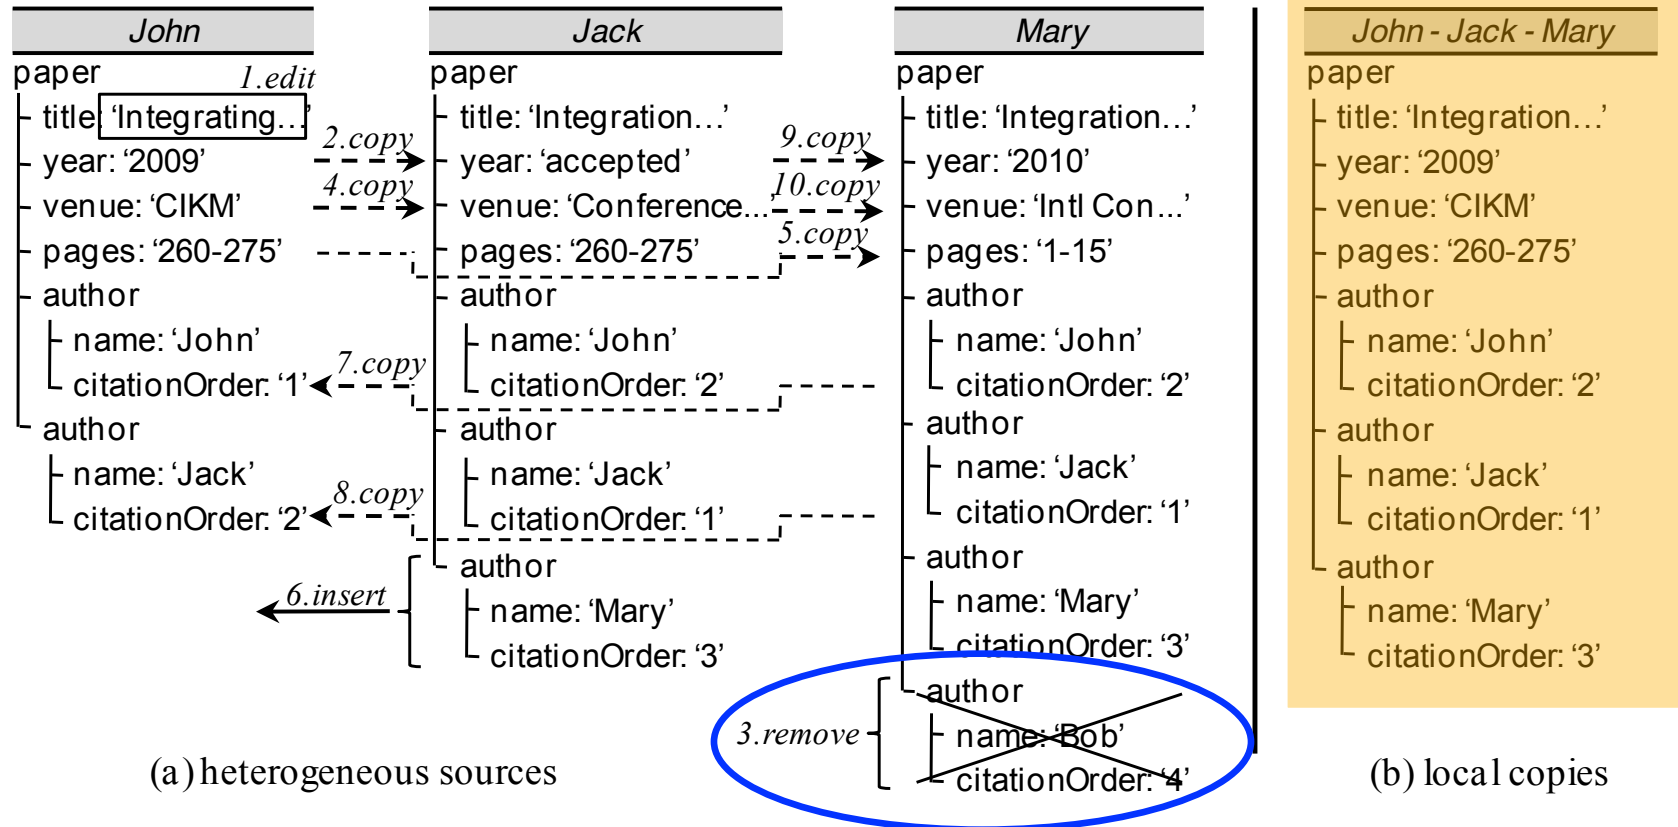 John
paper
1.edit
title: ‘Integrating...’
year: ‘2009’
venue: ‘CIKM’
pages: ‘260-275’
author
name: ‘John’
citationOrder: ‘1’
author
name: ‘Jack’
citationOrder: ‘2’
2.copy
4.copy
7.copy
8.copy
6.insert
Jack
paper
title: ‘Integration...’
year: ‘accepted’
venue: ‘Conference...’
pages: ‘260-275’
author
name: ‘John’
citationOrder: ‘2’
author
name: ‘Jack’
citationOrder: ‘1’
author
name: ‘Mary’
citationOrder: ‘3’
9.copy
10.copy
5.copy
Mary
paper
title: ‘Integration...’
year: ‘2010’
venue: ‘Intl Con...’
pages: ‘1-15’
author
name: ‘John’
citationOrder: ‘2’
author
name: ‘Jack’
citationOrder: ‘1’
author
name: ‘Mary’
citationOrder: ‘3’
3.remove
author
name: ‘Bob’
citationOrder: ‘4’
(a) heterogeneous sources
John - Jack - Mary
paper
title: ‘Integration...’
year: ‘2009’
venue: ‘CIKM’
pages: ‘260-275’
author
name: ‘John’
citationOrder: ‘2’
author
name: ‘Jack’
citationOrder: ‘1’
author
name: ‘Mary’
citationOrder: ‘3’
(b) local copies